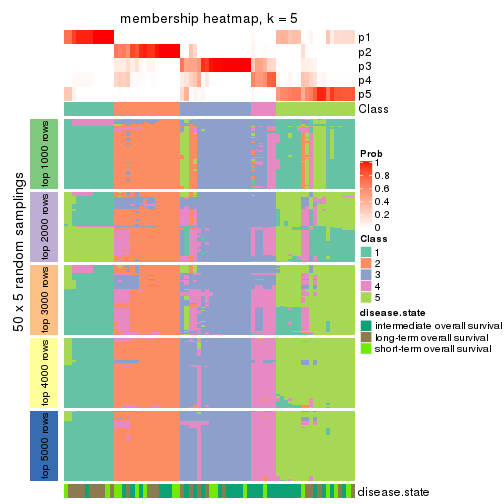 membership heatmap, k = 5
p1
p2
p3
p4
p5
Class
50 x 5 random samplings
top 1000 rows
top 2000 rows
top 3000 rows
top 4000 rows
top 5000 rows
disease.state
Prob
1
0.8
0.6
0.4
0.2
0
Class
1
2
3
4
5
disease.state
intermediate overall survival
long-term overall survival
short-term overall survival